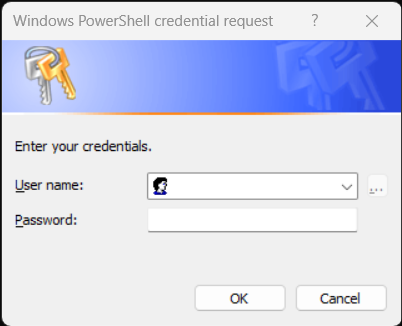 Windows PowerShell credential request
Enter your credentials.
User name:
...
Password:
OK
Cancel